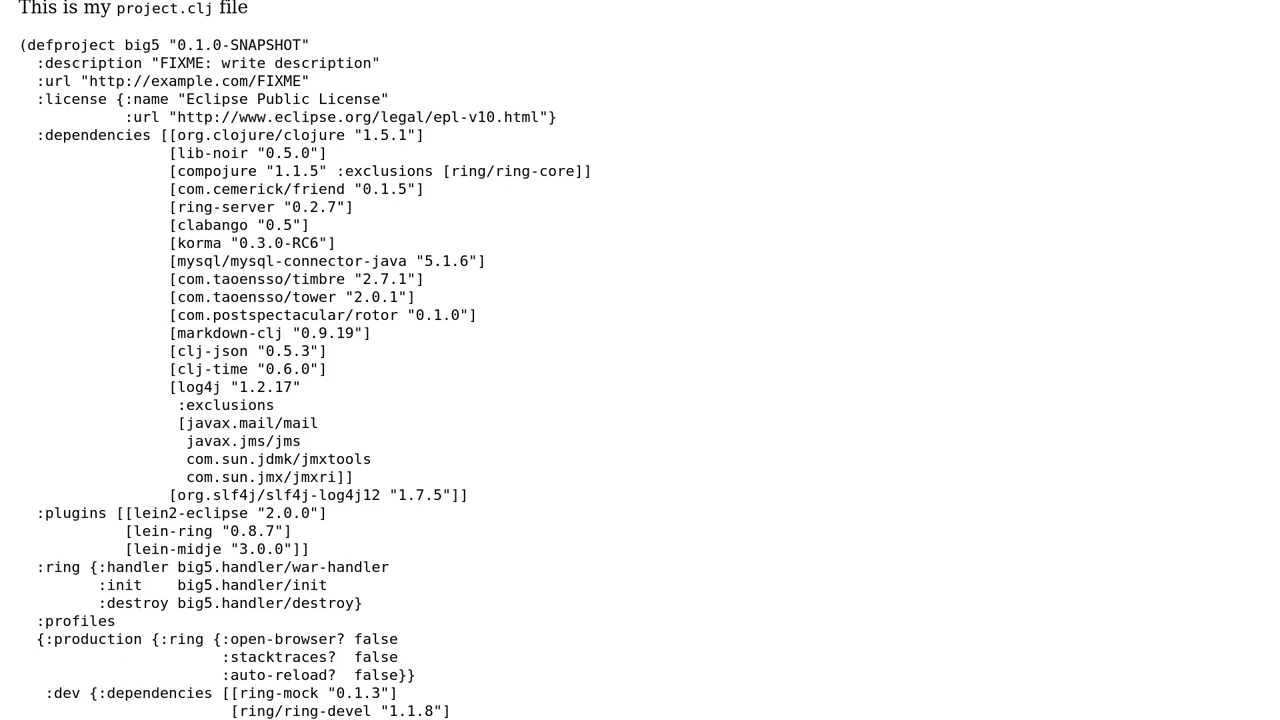 This is my project.clj file
(defproject big5 "0.1.0-SNAPSHOT"
  :description "FIXME: write description"
  :url "http://example.com/FIXME"
  :license {:name "Eclipse Public License"
            :url "http://www.eclipse.org/legal/epl-v10.html"}
  :dependencies [[org.clojure/clojure "1.5.1"]
                 [lib-noir "0.5.0"]
                 [compojure "1.1.5" :exclusions [ring/ring-core]]
                 [com.cemerick/friend "0.1.5"]
                 [ring-server "0.2.7"]
                 [clabango "0.5"]
                 [korma "0.3.0-RC6"]
                 [mysql/mysql-connector-java "5.1.6"]
                 [com.taoensso/timbre "2.7.1"]
                 [com.taoensso/tower "2.0.1"]
                 [com.postspectacular/rotor "0.1.0"]
                 [markdown-clj "0.9.19"]
                 [clj-json "0.5.3"]
                 [clj-time "0.6.0"]
                 [log4j "1.2.17"
                  :exclusions
                  [javax.mail/mail
                   javax.jms/jms
                   com.sun.jdmk/jmxtools
                   com.sun.jmx/jmxri]]
                 [org.slf4j/slf4j-log4j12 "1.7.5"]]
  :plugins [[lein2-eclipse "2.0.0"]
            [lein-ring "0.8.7"]
            [lein-midje "3.0.0"]]
  :ring {:handler big5.handler/war-handler
         :init    big5.handler/init
         :destroy big5.handler/destroy}
  :profiles
  {:production {:ring {:open-browser? false
                       :stacktraces?  false
                       :auto-reload?  false}}
   :dev {:dependencies [[ring-mock "0.1.3"]
                        [ring/ring-devel "1.1.8"]